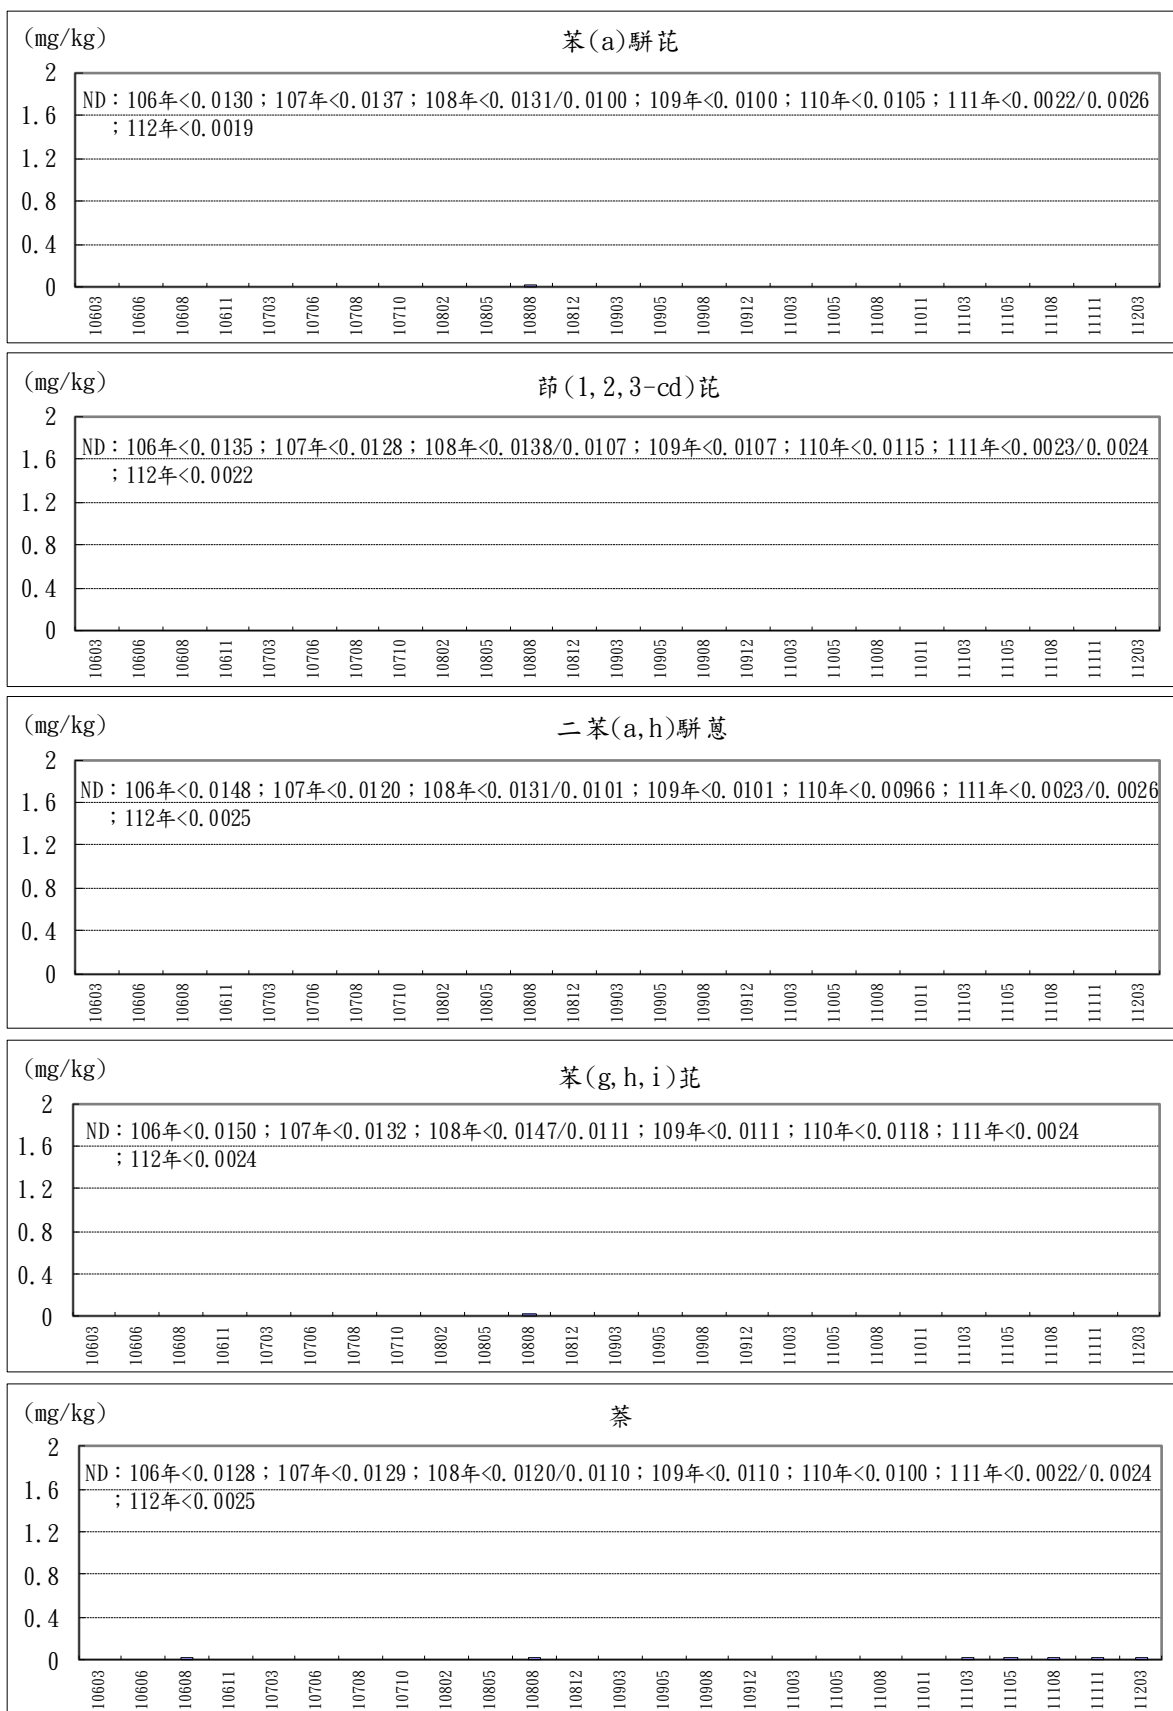 (mg/kg)
苯(a)駢芘
2
ND：106年<0.0130；107年<0.0137；108年<0.0131/0.0100；109年<0.0100；110年<0.0105；111年<0.0022/0.0026
；112年<0.0019
1.6
1.2
0.8
0.4
0
10603 10606 10608 10611 10703 10706 10708 10710 10802 10805 10808 10812 10903 10905 10908 10912 11003 11005 11008 11011 11103 11105 11108 11111 11203
(mg/kg)
茚(1,2,3-cd)芘
2
ND：106年<0.0135；107年<0.0128；108年<0.0138/0.0107；109年<0.0107；110年<0.0115；111年<0.0023/0.0024
；112年<0.0022
1.6
1.2
0.8
0.4
0
10603 10606 10608 10611 10703 10706 10708 10710 10802 10805 10808 10812 10903 10905 10908 10912 11003 11005 11008 11011 11103 11105 11108 11111 11203
(mg/kg)
二苯(a,h)駢蒽
2
ND：106年<0.0148；107年<0.0120；108年<0.0131/0.0101；109年<0.0101；110年<0.00966；111年<0.0023/0.0026
；112年<0.0025
1.6
1.2
0.8
0.4
0
10603 10606 10608 10611 10703 10706 10708 10710 10802 10805 10808 10812 10903 10905 10908 10912 11003 11005 11008 11011 11103 11105 11108 11111 11203
(mg/kg)
苯(g,h,i)苝
2
ND：106年<0.0150；107年<0.0132；108年<0.0147/0.0111；109年<0.0111；110年<0.0118；111年<0.0024
；112年<0.0024
1.6
1.2
0.8
0.4
0
10603 10606 10608 10611 10703 10706 10708 10710 10802 10805 10808 10812 10903 10905 10908 10912 11003 11005 11008 11011 11103 11105 11108 11111 11203
(mg/kg)
萘
2
ND：106年<0.0128；107年<0.0129；108年<0.0120/0.0110；109年<0.0110；110年<0.0100；111年<0.0022/0.0024
；112年<0.0025
1.6
1.2
0.8
0.4
0
10603 10606 10608 10611 10703 10706 10708 10710 10802 10805 10808 10812 10903 10905 10908 10912 11003 11005 11008 11011 11103 11105 11108 11111 11203